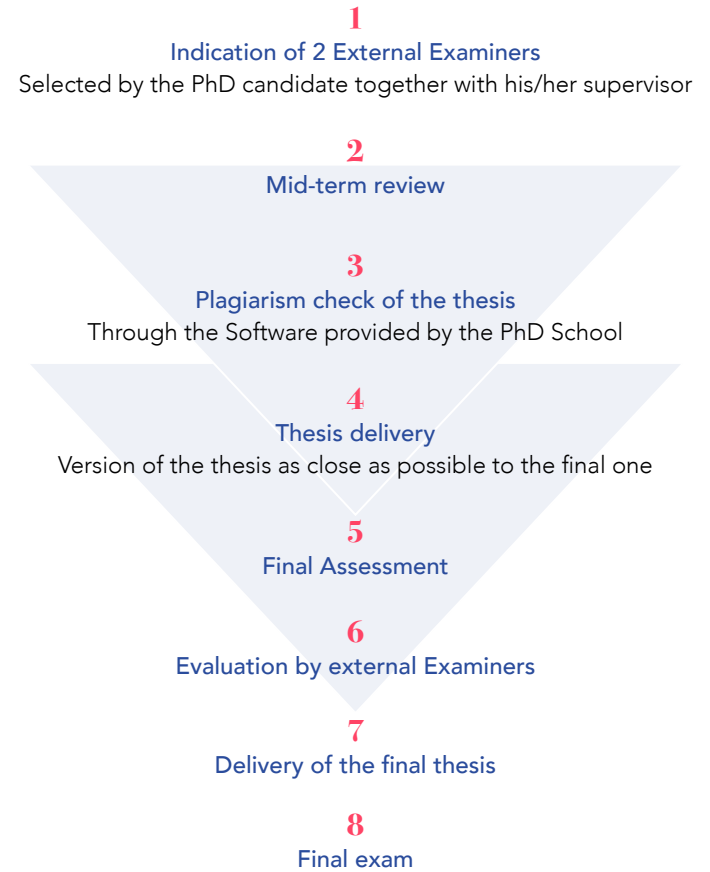 1
Indication of 2 External Examiners
Selected by the PhD candidate together with his/her supervisor
2
Mid-term review
3
Plagiarism check of the thesis
Through the Software provided by the PhD School
4
Thesis delivery
Version of the thesis as close as possible to the final one
5
Final Assessment
6
Evaluation by external Examiners
7
Delivery of the final thesis
8
Final exam